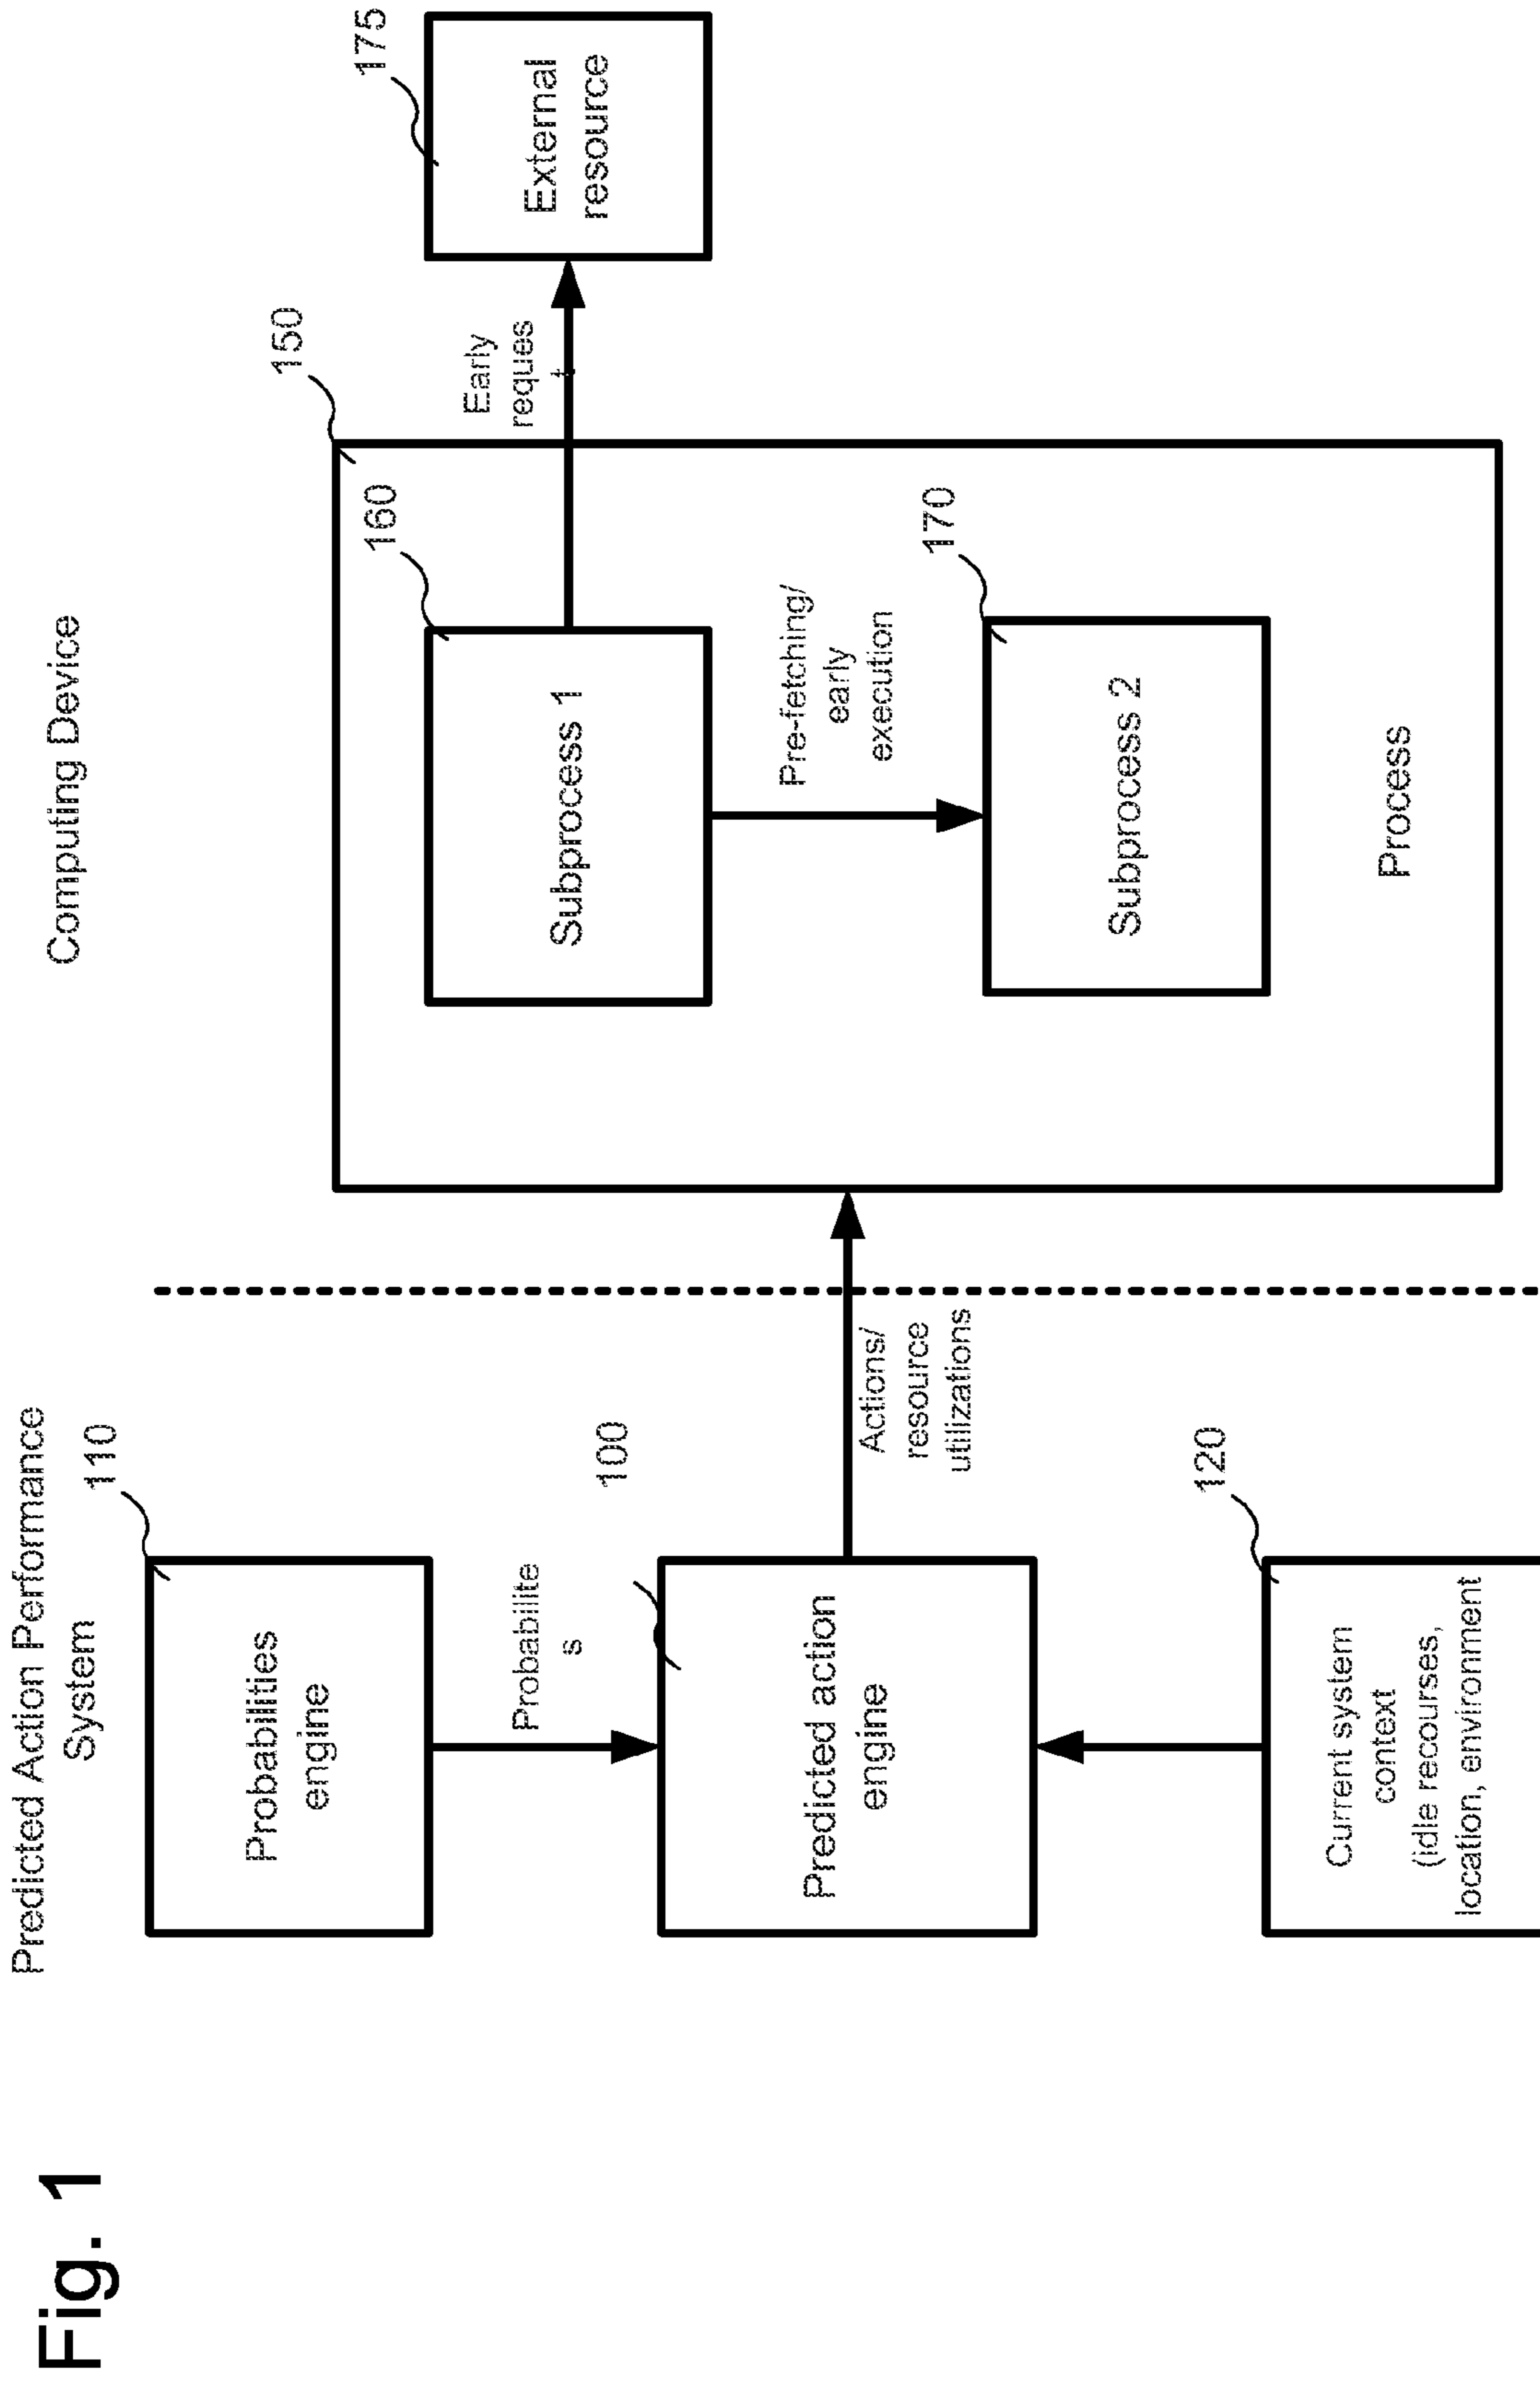 Fig. 1
Predicted Action Performance
System
110
Probabilities
engine
Probabilite
s
100
Predicted action
engine
Actions/
resource
utilizations
120
Current system
context
(idle recourses,
location, environment
Computing Device
150
160
Subprocess 1
Pre-fetching/
early
execution
170
Subprocess 2
Process
Early
reques
t
175
External
resource